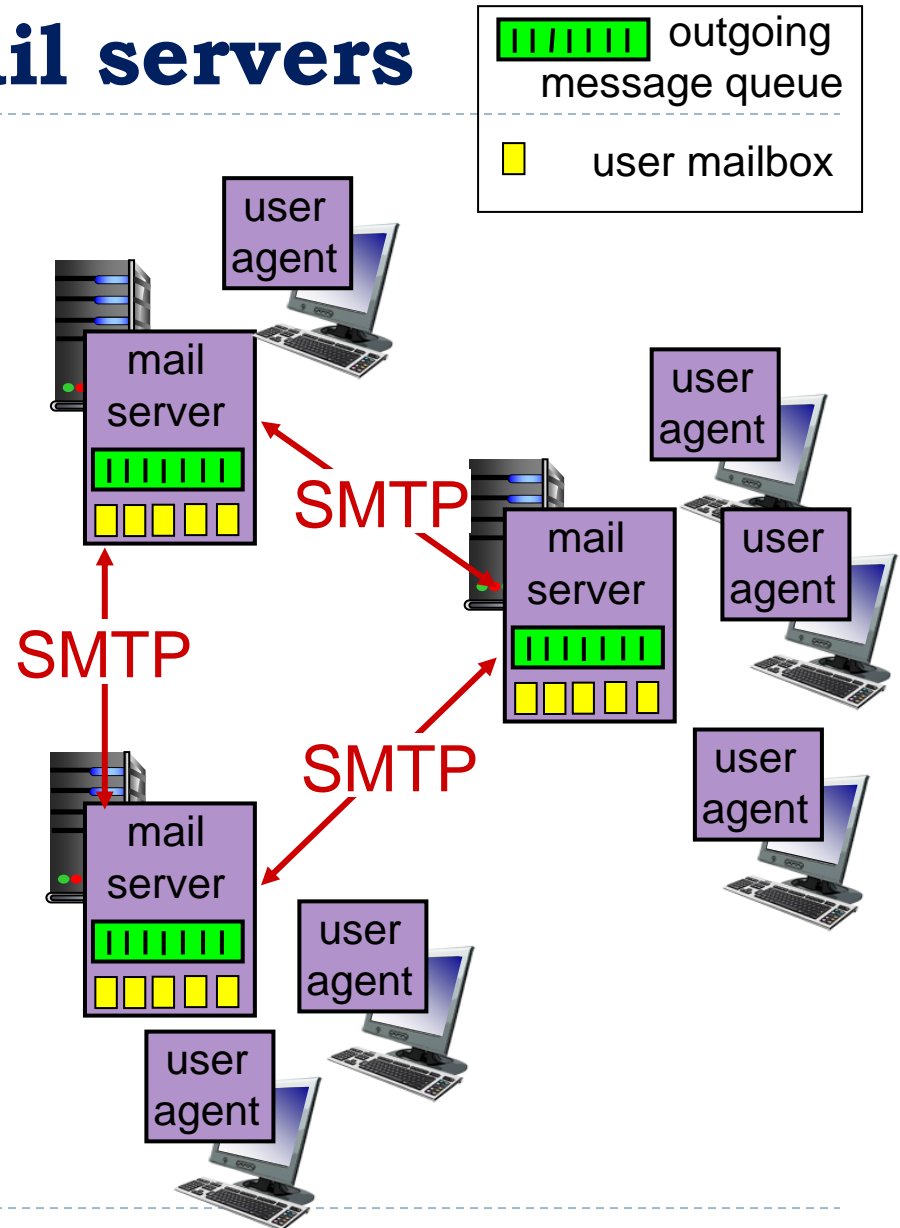 il servers
outgoing
message queue
user mailbox
user
agent
mail
server
SMTP
user
agent
mail
server
user
agent
SMTP
SMTP
user
agent
mail
server
user
agent
user
agent